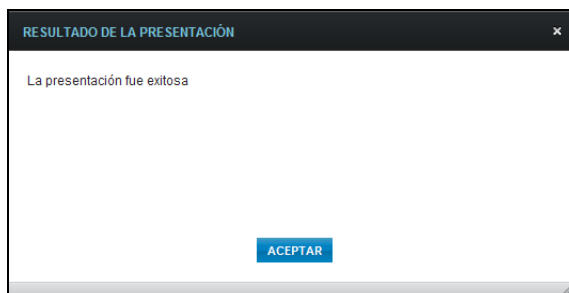 RESULTADO DE LA PRESENTACIÓN
La presentación fue exitosa
ACEPTAR